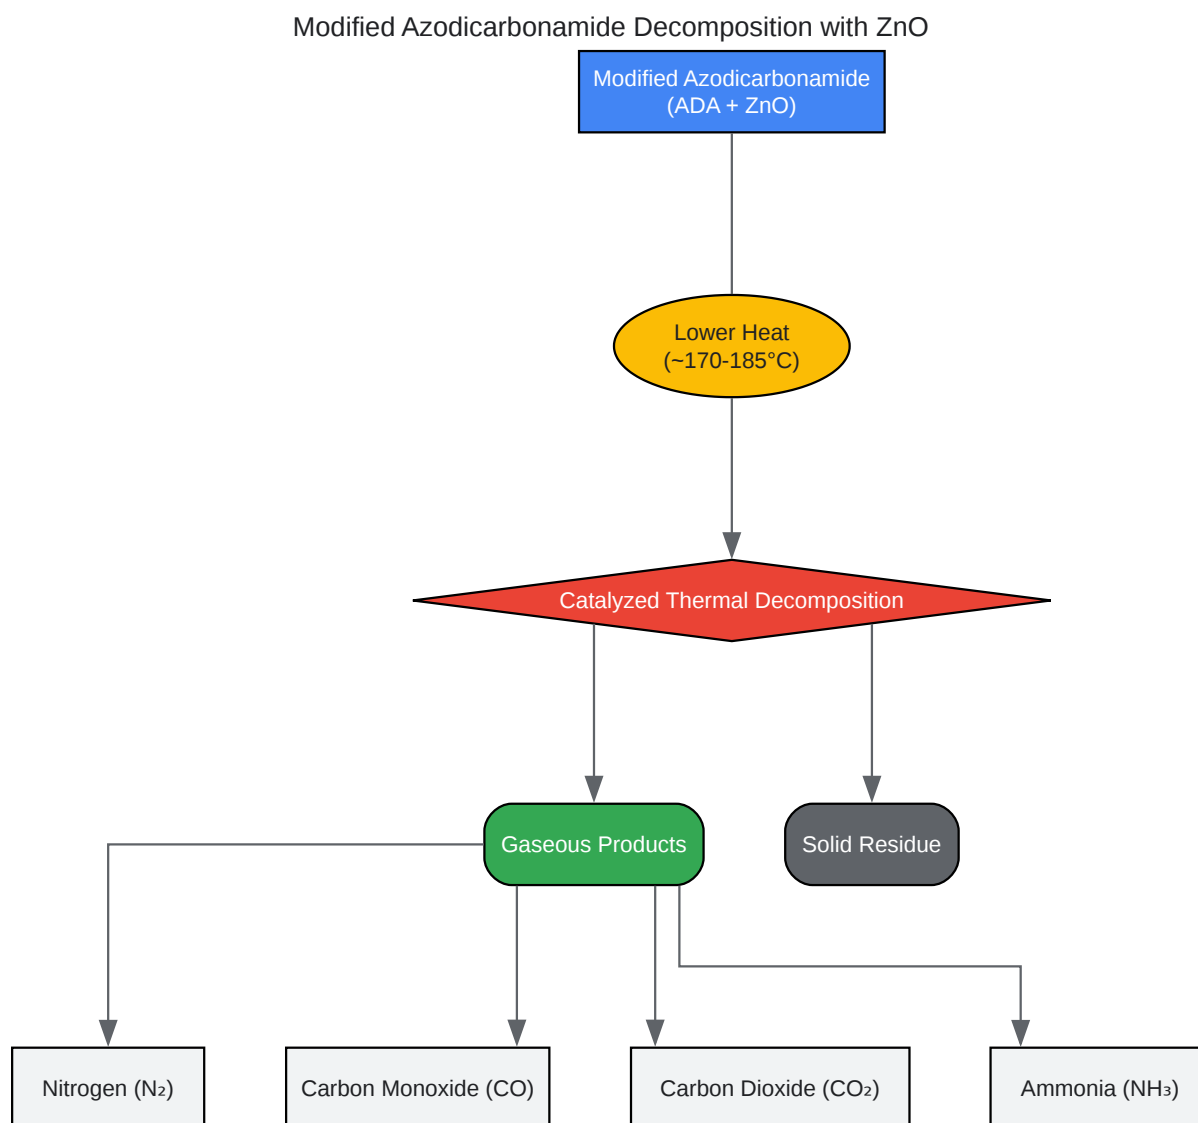 Modified Azodicarbonamide Decomposition with ZnO
Modified Azodicarbonamide
(ADA + ZnO)
Lower Heat
(~170-185°C)
Catalyzed Thermal Decomposition
Gaseous Products
Solid Residue
Nitrogen (N₂)
Carbon Monoxide (CO)
Carbon Dioxide (CO₂)
Ammonia (NH₃)